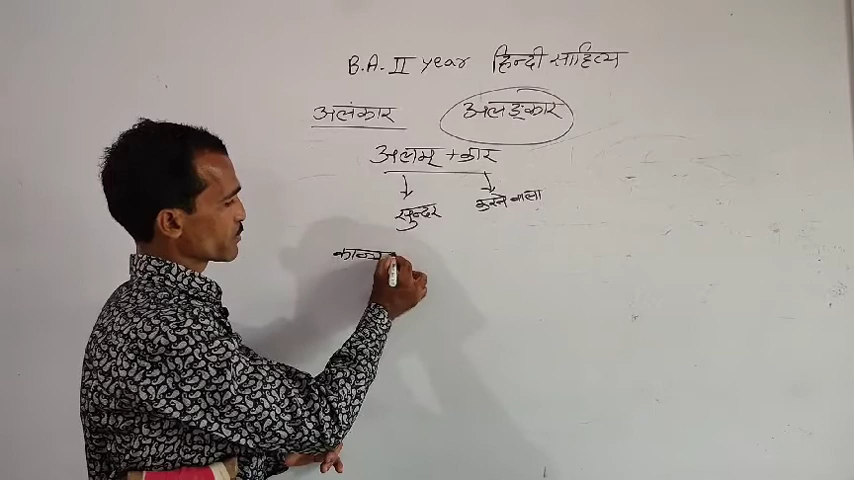 B.A. II year हिन्दी साहित्य
अलंकार अलङ्कार
अलम् + कार
सुन्दर करने वाला
काव्य